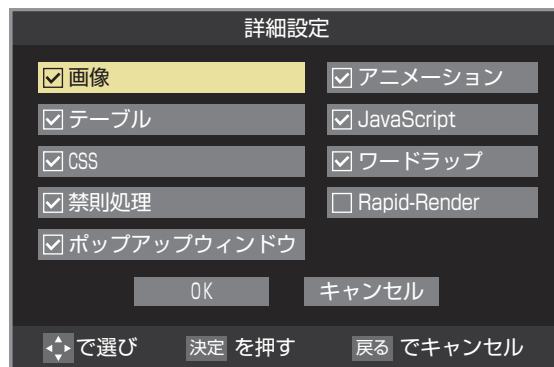 詳細設定
画像
アニメーション
テーブル
JavaScript
CSS
ワードラップ
禁則処理
Rapid-Render
ポップアップウィンドウ
OK
キャンセル
で選び 決定 を押す 戻る でキャンセル